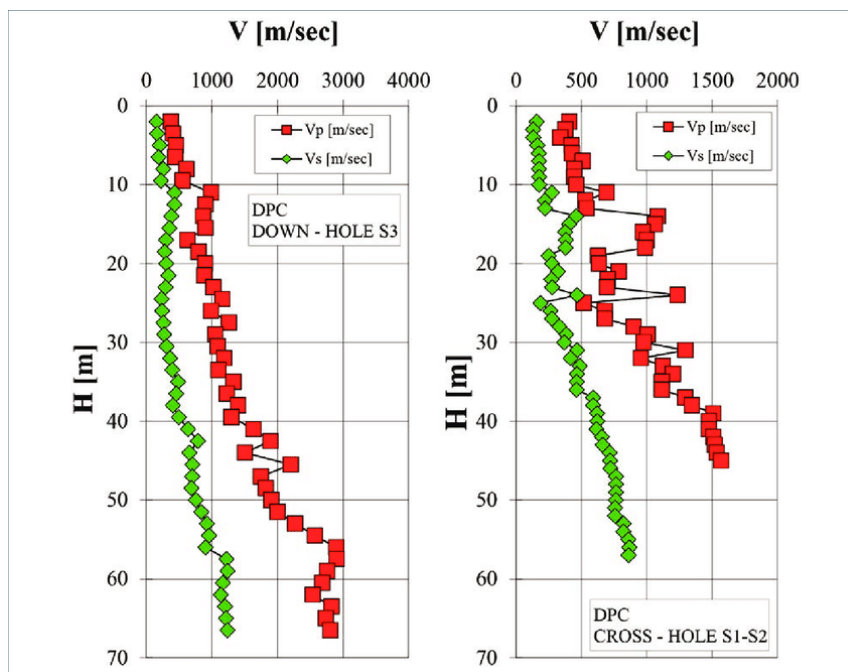 V [m/sec]
0 1000 2000 3000 4000
0
10
20
30
40
50
60
70
H [m]
Vp [m/sec]
Vs [m/sec]
DPC
DOWN - HOLE S3
V [m/sec]
0 500 1000 1500 2000
0
10
20
30
40
50
60
70
H [m]
Vp [m/sec]
Vs [m/sec]
DPC
CROSS - HOLE S1-S2